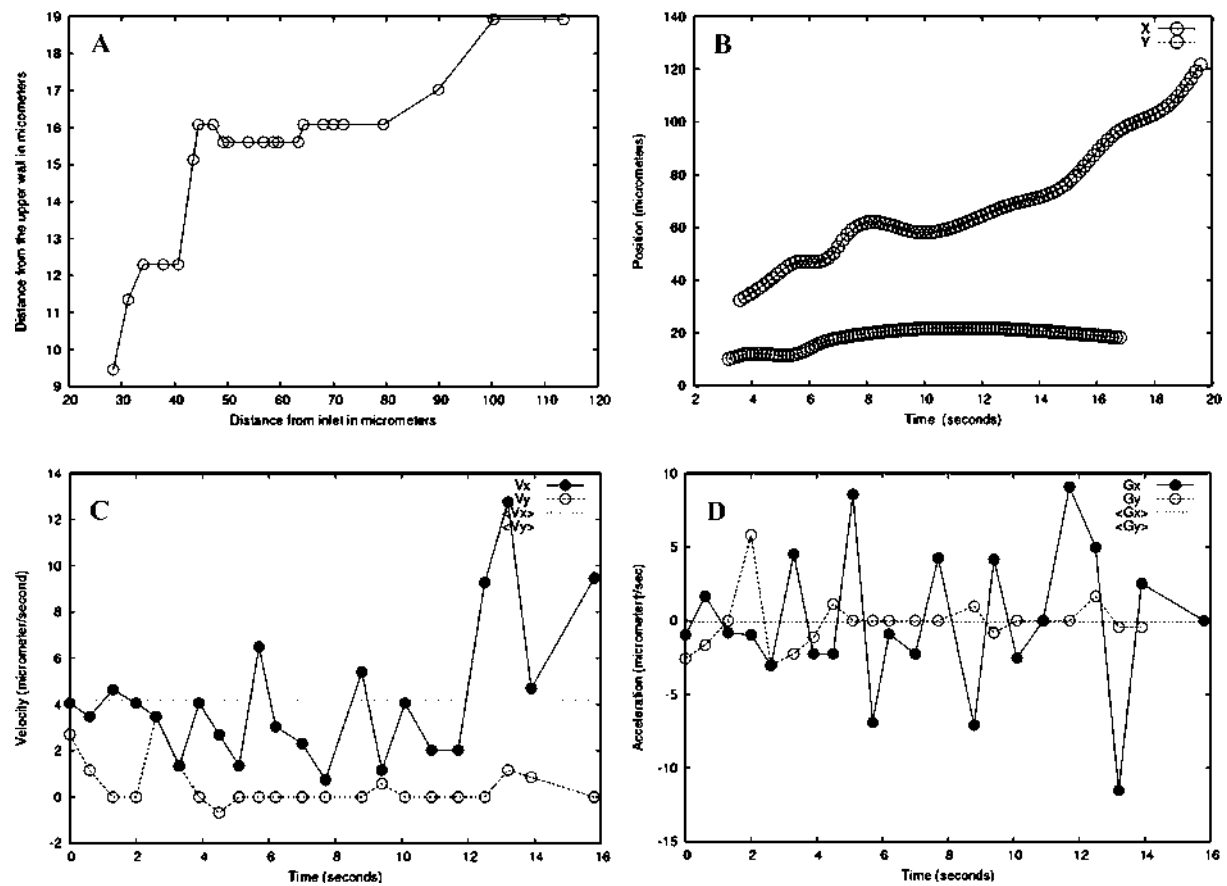 A
Distance from the upper wall in micometers
19
18
17
16
15
14
13
12
11
10
9
20 30 40 50 60 70 80 90 100 110 120
Distance from inlet in micrometers
B
X
Y
Position (micrometers)
140
120
100
80
60
40
20
0
2 4 6 8 10 12 14 16 18 20
Time (seconds)
C
Vx
Vy
<Vx>
<Vy>
Velocity (micrometer/second)
14
12
10
8
6
4
2
0
-2
0 2 4 6 8 10 12 14 16
Time (seconds)
D
Gx
Gy
<Gx>
<Gy>
Acceleration (micrometer²/sec)
10
5
0
-5
-10
-15
0 2 4 6 8 10 12 14 16
Time (seconds)